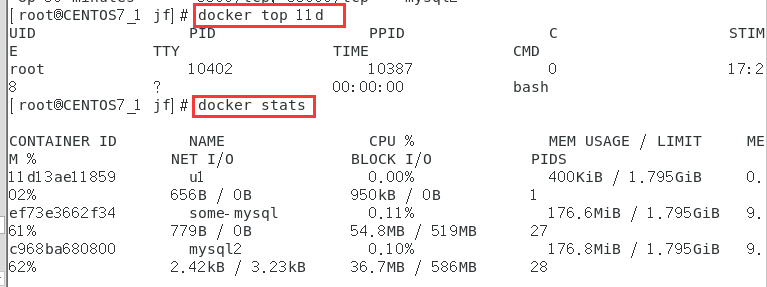 [root@CENTOS7_1 jf]# docker top 11d
UID PID PPID C STIM
E TTY TIME CMD
root 10402 10387 0 17:2
8 ? 00:00:00 bash
[root@CENTOS7_1 jf]# docker stats
CONTAINER ID NAME CPU % MEM USAGE / LIMIT ME
M % NET I/O BLOCK I/O PIDS
11d13ae11859 u1 0.00% 400KiB / 1.795GiB 0.
02% 656B / 0B 950kB / 0B 1
ef73e3662f34 some-mysql 0.11% 176.6MiB / 1.795GiB 9.
61% 779B / 0B 54.8MB / 519MB 27
c968ba680800 mysql2 0.10% 176.8MiB / 1.795GiB 9.
62% 2.42kB / 3.23kB 36.7MB / 586MB 28